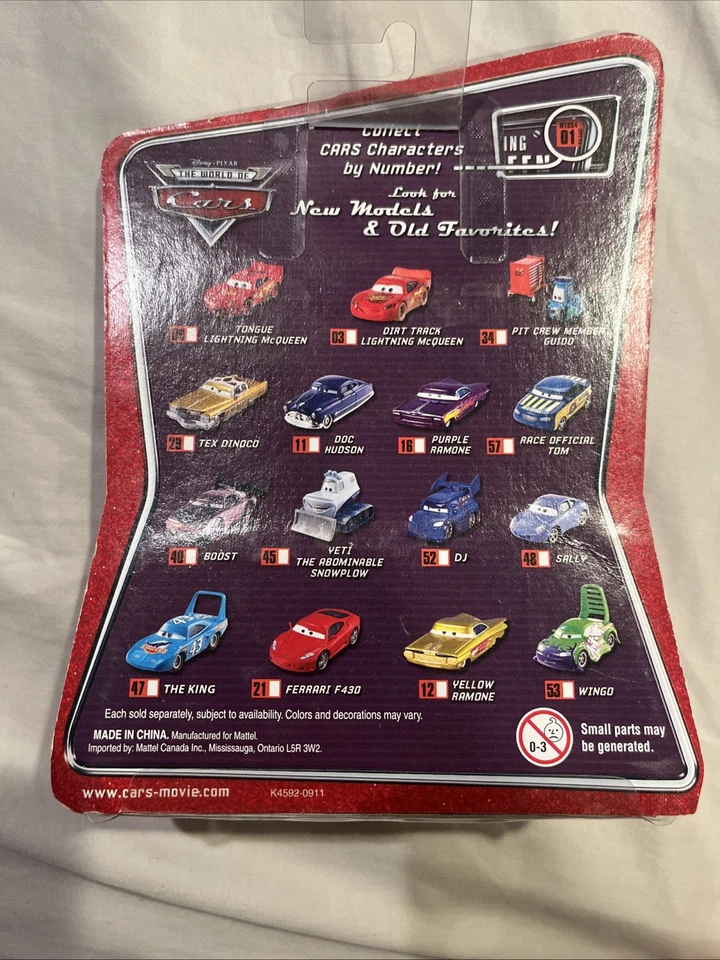 Collect
CARS Characters
by Number!
ING
01
Disney · PIXAR
THE WORLD OF
Cars
Look for
New Models
& Old Favorites!
TONGUE
LIGHTNING McQUEEN
03 DIRT TRACK
LIGHTNING McQUEEN
34 PIT CREW MEMBER
GUIDO
29 TEX DINOCO
11 DOC
HUDSON
16 PURPLE
RAMONE
57 RACE OFFICIAL
TOM
40 BOOST
45 YETI
THE ABOMINABLE
SNOWPLOW
52 DJ
48 SALLY
43
47 THE KING
21 FERRARI F430
12 YELLOW
RAMONE
53 WINGO
Each sold separately, subject to availability. Colors and decorations may vary.
MADE IN CHINA. Manufactured for Mattel.
Imported by: Mattel Canada Inc., Mississauga, Ontario L5R 3W2.
0-3
Small parts may
be generated.
www.cars-movie.com
K4592-0911